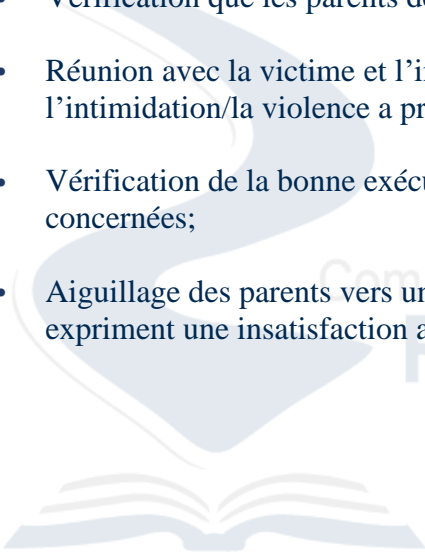 • Vérification que les parents de
• Réunion avec la victime et l'i
l'intimidation/la violence a pr
• Vérification de la bonne exécu
concernées;
• Aiguillage des parents vers un
Com
expriment une insatisfaction a